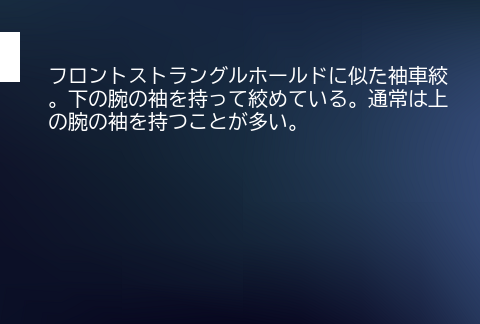 フロントストラングルホールドに似た袖車絞
。下の腕の袖を持って絞めている。通常は上
の腕の袖を持つことが多い。